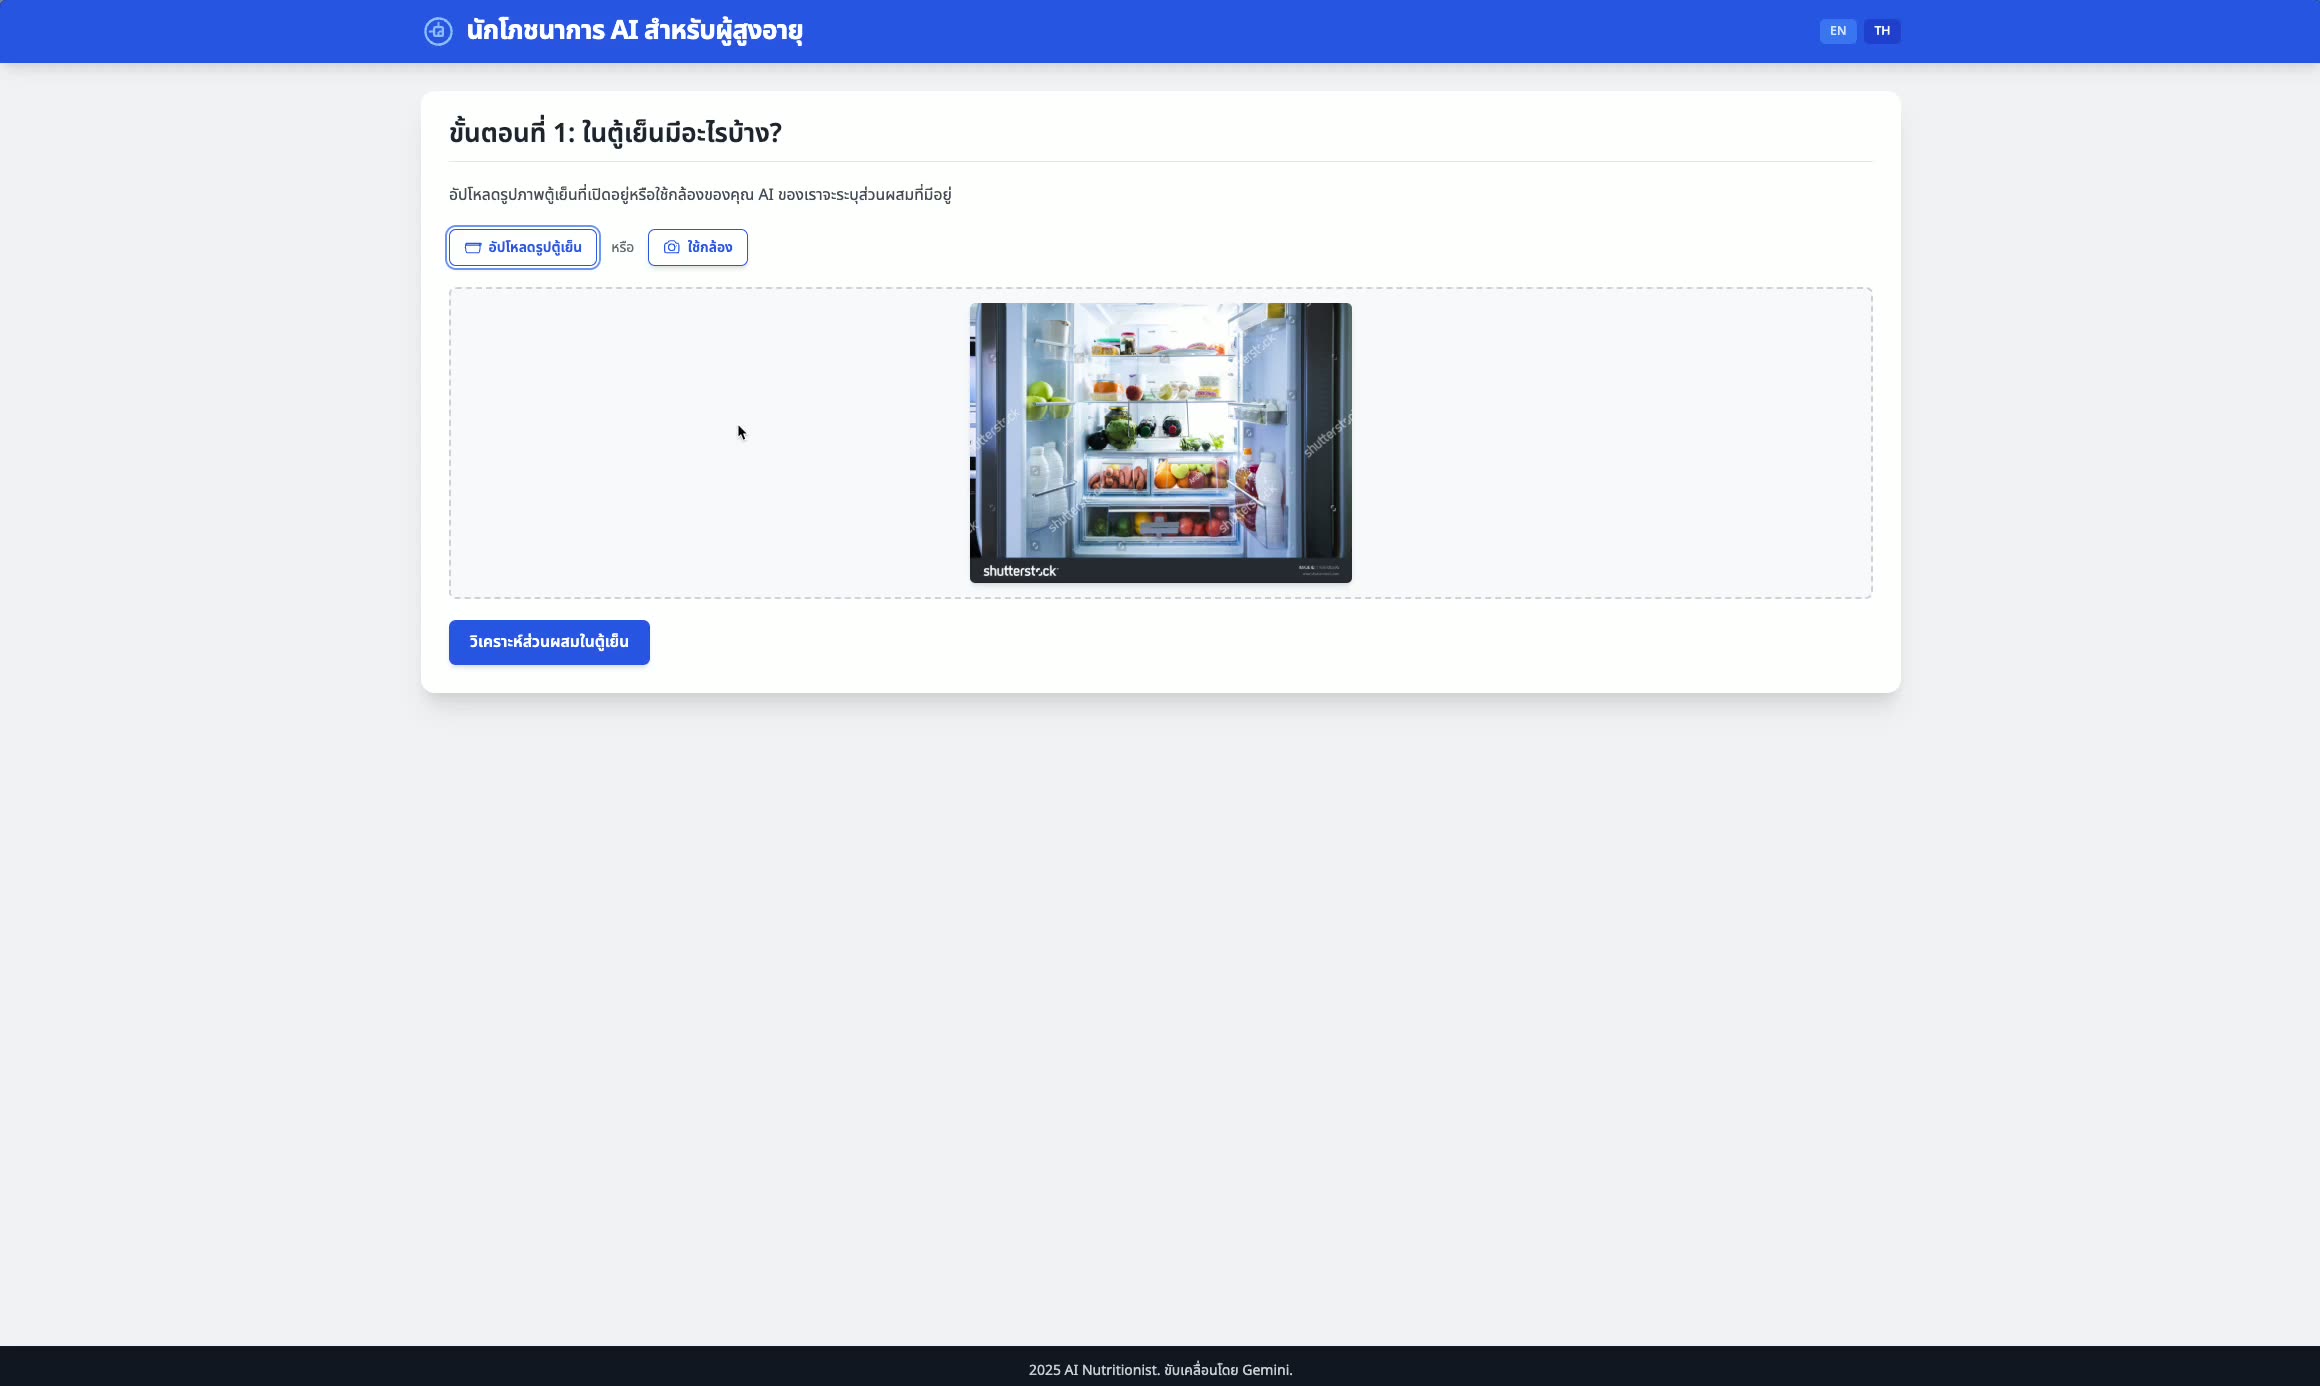 นักโภชนาการ AI สำหรับผู้สูงอายุ
EN TH
ขั้นตอนที่ 1: ในตู้เย็นมีอะไรบ้าง?
อัปโหลดรูปภาพตู้เย็นที่เปิดอยู่หรือใช้กล้องของคุณ AI ของเราจะระบุส่วนผสมที่มีอยู่
อัปโหลดรูปตู้เย็น หรือ ใช้กล้อง
shutterstock
shutterstock
shutterstock
shutterstock
shutterstock
shutterstock
วิเคราะห์ส่วนผสมในตู้เย็น
2025 AI Nutritionist. ขับเคลื่อนโดย Gemini.